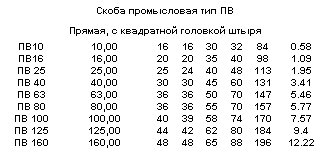 Скоба промысловая тип ПВ
Прямая, с квадратной головкой штыря
ПВ10 10,00 16 16 30 32 84 0.58
ПВ16 16,00 20 20 35 40 98 1.09
ПВ 25 25,00 25 24 40 48 113 1.95
ПВ 40 40,00 30 30 45 60 131 3.41
ПВ 63 63,00 36 36 50 70 147 5.46
ПВ 80 80,00 36 36 55 70 157 5.77
ПВ 100 100,00 40 39 58 74 170 7.57
ПВ 125 125,00 44 42 62 80 184 9.4
ПВ 160 160,00 48 48 65 88 196 12.22